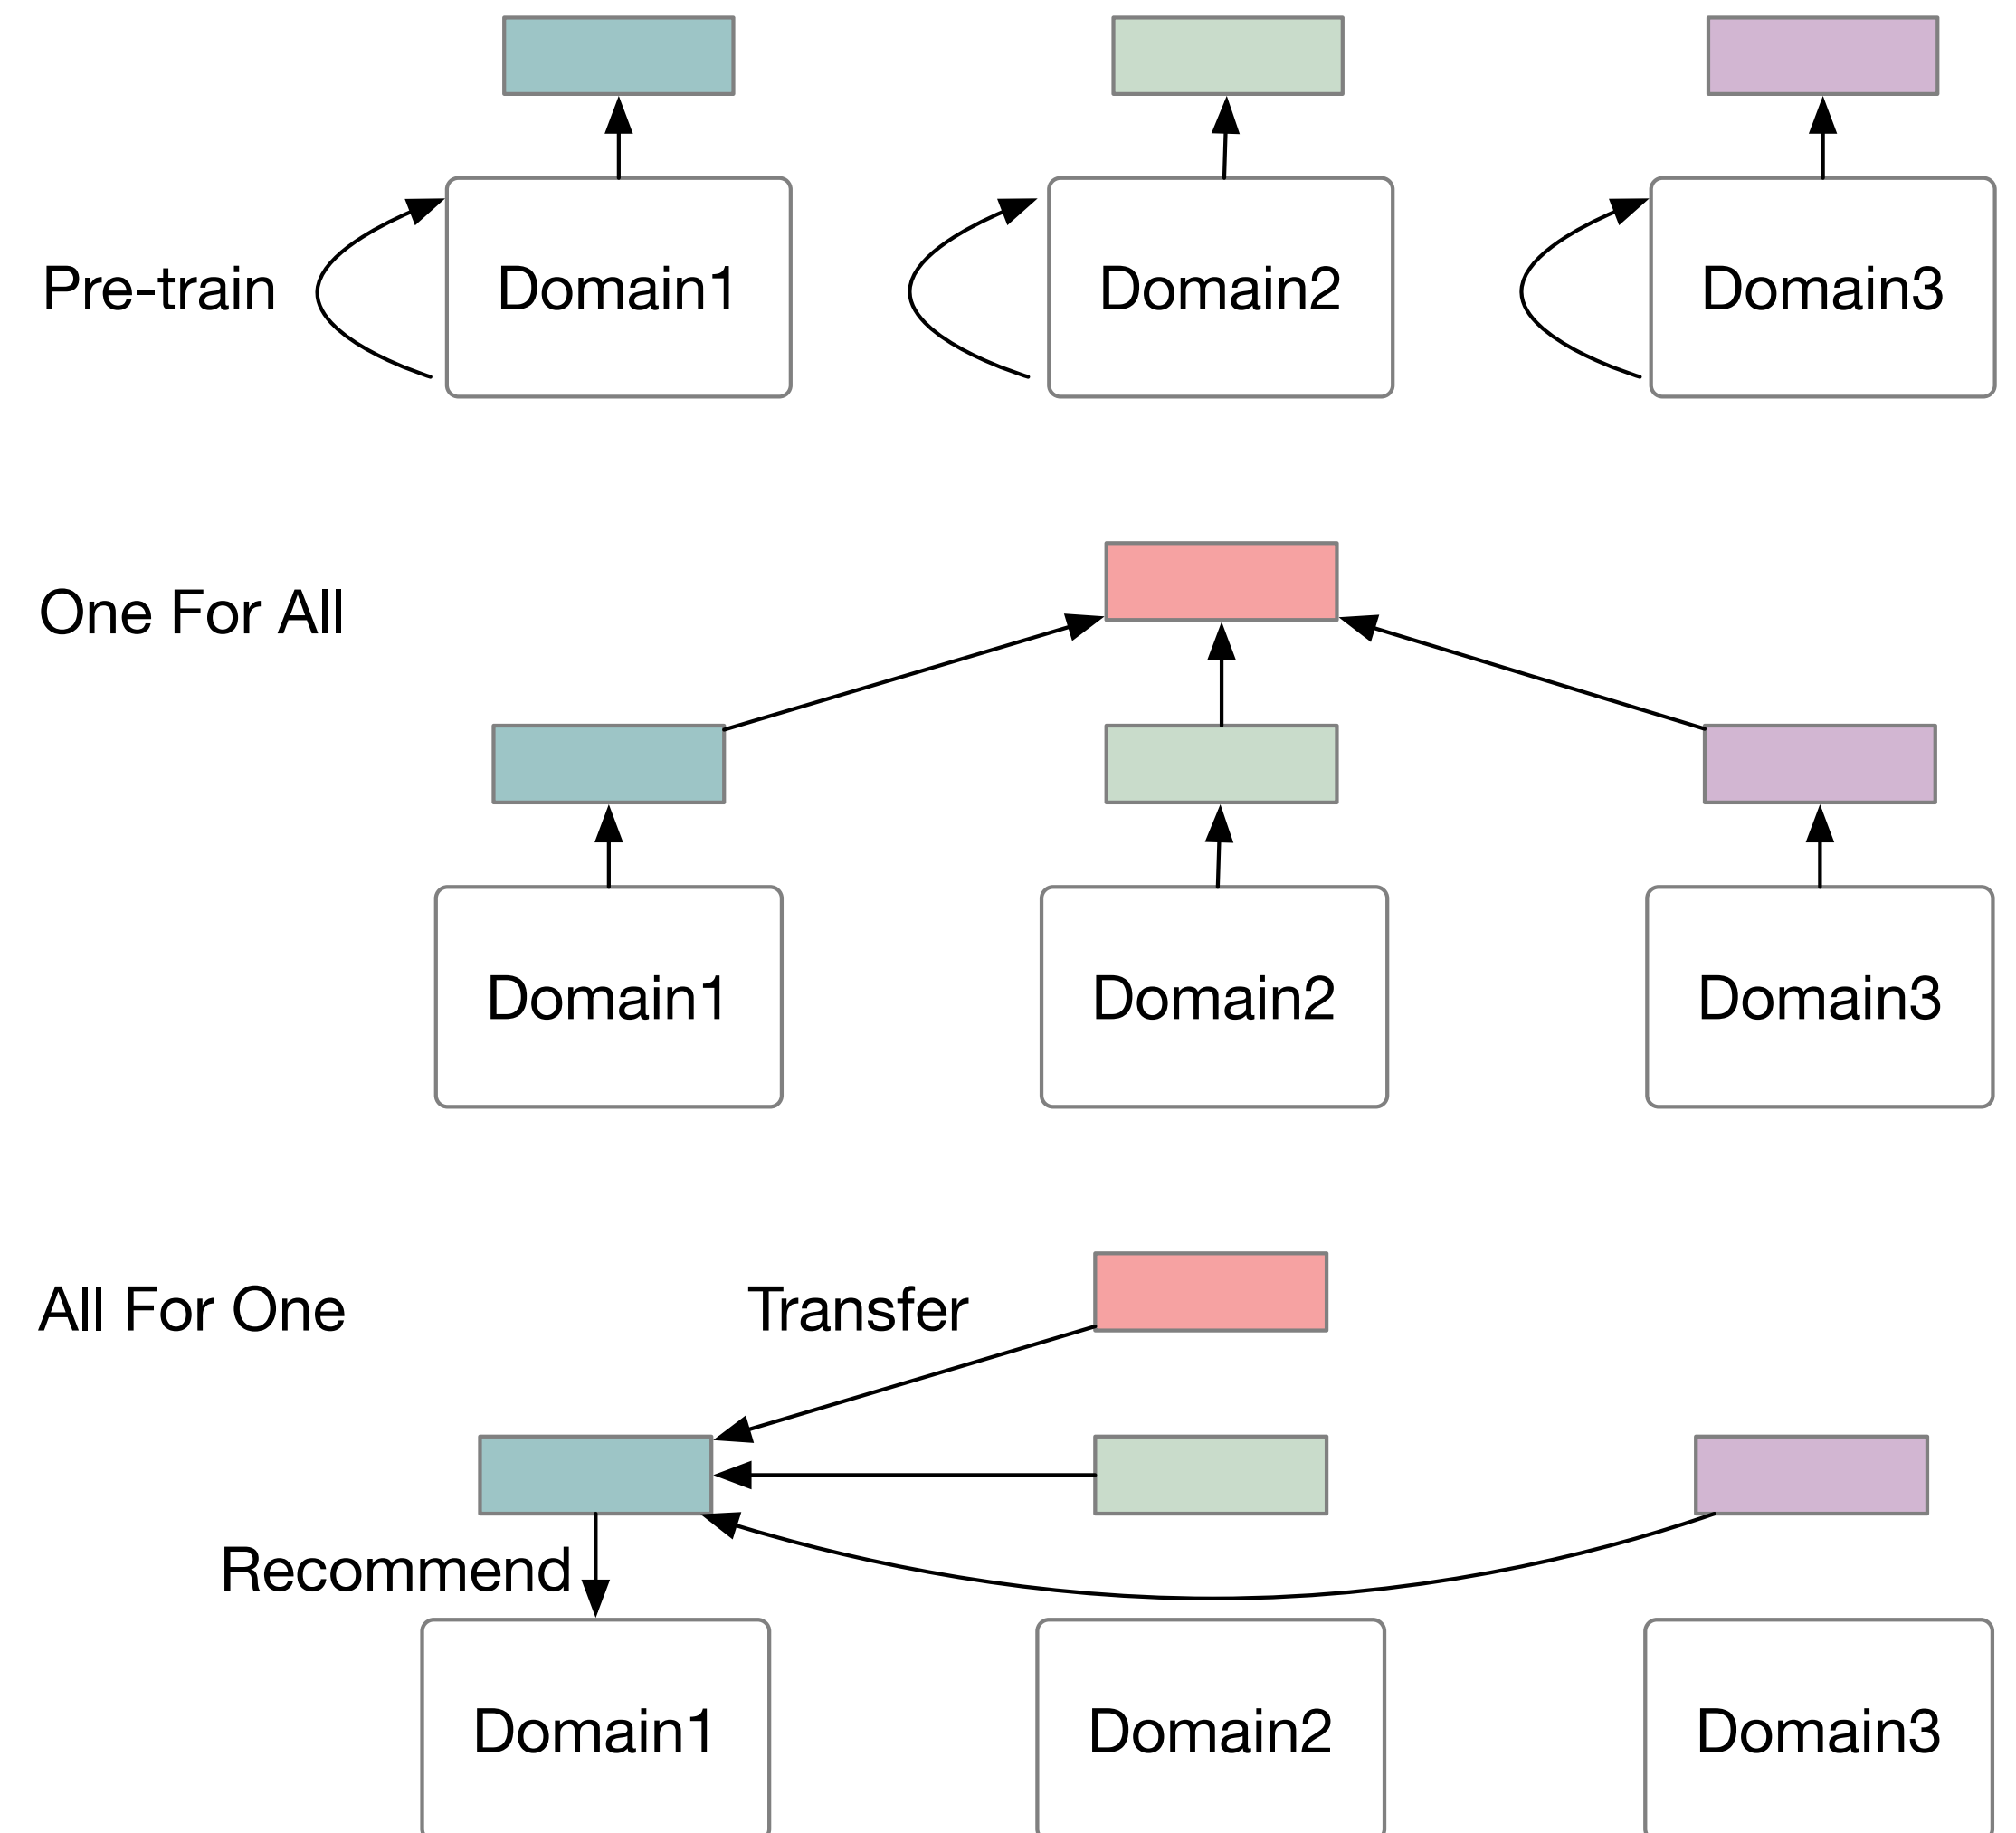 Pre-train
Domain1
Domain2
Domain3
One For All
Domain1
Domain2
Domain3
All For One
Transfer
Recommend
Domain1
Domain2
Domain3